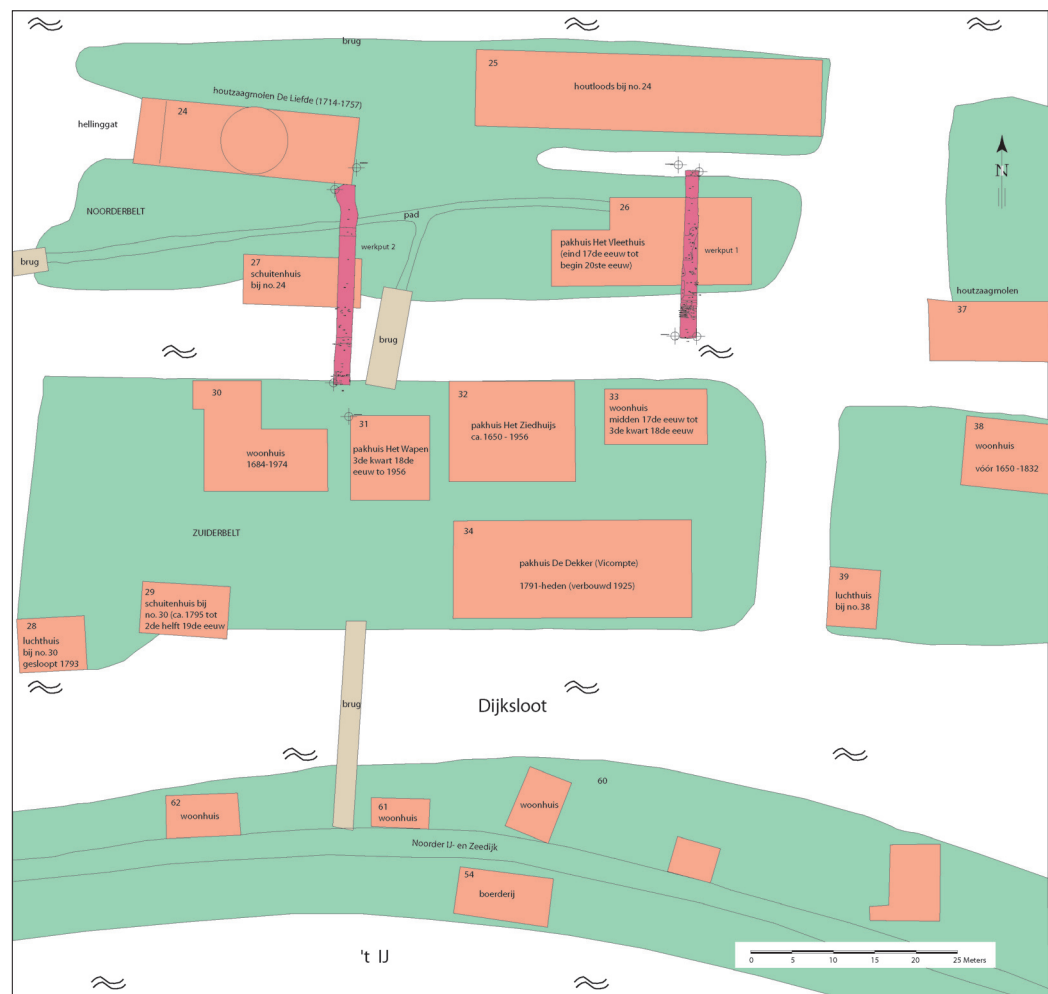 brug
25
houtloods bij no. 24
houtzaagmolen De Liefde (1714-1757)
24
hellinggat
N
NOORDERBELT
pad
26
werkput 2
pakhuis Het Vleethuis
(eind 17de eeuw tot
begin 20ste eeuw)
werkput 1
brug
27
schuitenhuis
bij no. 24
houtzaagmolen
37
brug
30
woonhuis
1684-1974
31
pakhuis Het Wapen
3de kwart 18de
eeuw to 1956
32
pakhuis Het Ziedhuijs
ca. 1650 - 1956
33
woonhuis
midden 17de eeuw tot
3de kwart 18de eeuw
38
woonhuis
vóór 1650 -1832
ZUIDERBELT
34
pakhuis De Dekker (Vicompte)
1791-heden (verbouwd 1925)
39
luchthuis
bij no. 38
29
schuitenhuis bij
no. 30 (ca. 1795 tot
2de helft 19de eeuw
28
luchthuis
bij no. 30
gesloopt 1793
brug
Dijksloot
60
62
woonhuis
61
woonhuis
woonhuis
Noorder IJ- en Zeedijk
54
boerderij
't IJ
0 5 10 15 20 25 Meters